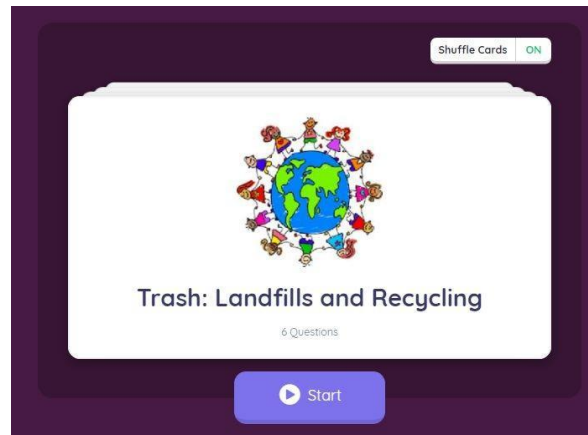 Shuffle Cards ON
Trash: Landfills and Recycling
6 Questions
Start